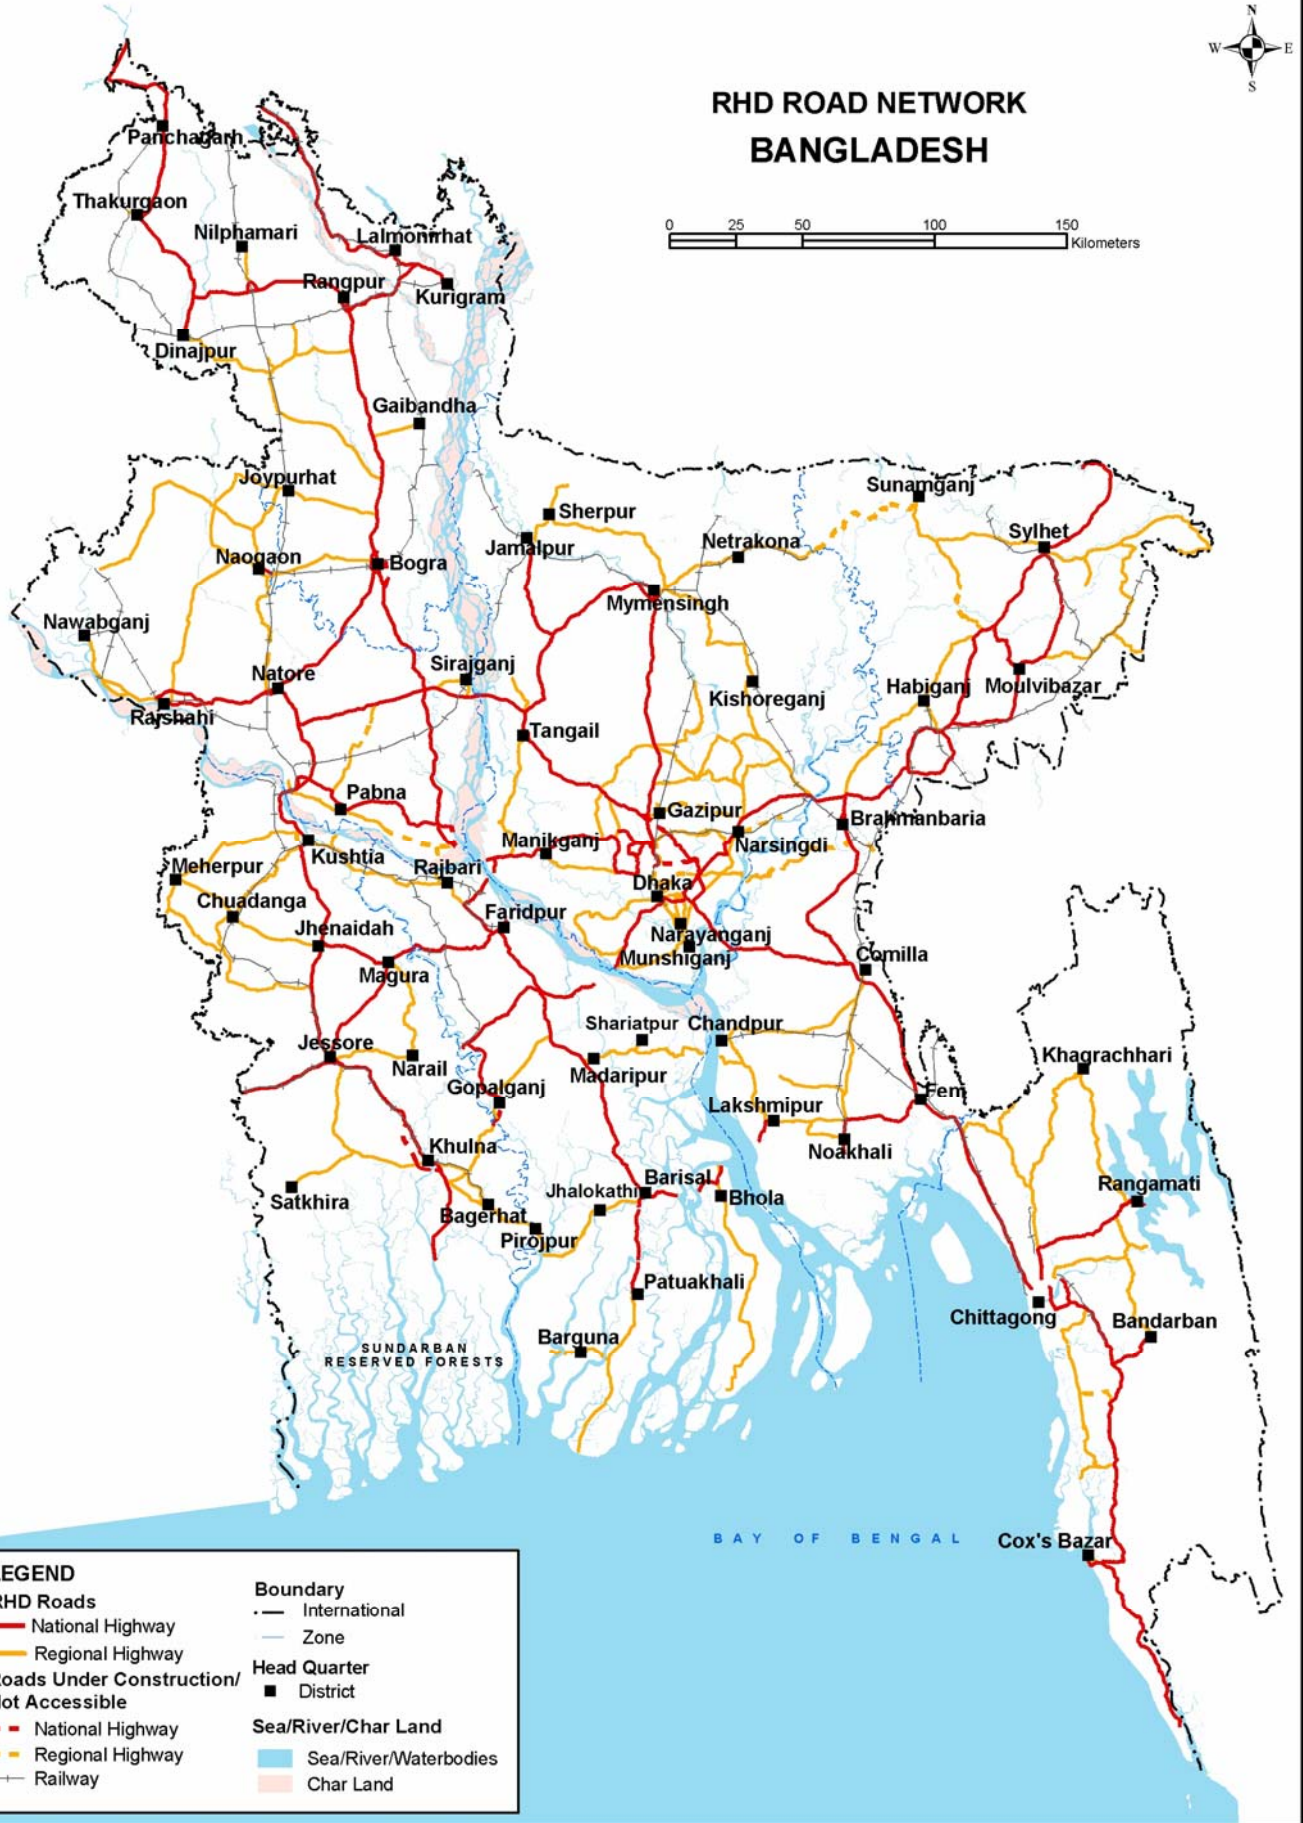 N
W E
S
RHD ROAD NETWORK
BANGLADESH
0 25 50 100 150
Kilometers
Panchagarh
Thakurgaon
Nilphamari
Lalmonirhat
Rangpur
Kurigram
Dinajpur
Gaibandha
Joypurhat
Sunamganj
Sherpur
Sylhet
Jamalpur
Netrakona
Naogaon
Bogra
Mymensingh
Nawabganj
Sirajganj
Natore
Kishoreganj
Habiganj
Moulvibazar
Rajshahi
Tangail
Pabna
Gazipur
Brahmanbaria
Manikganj
Narsingdi
Kushtia
Meherpur
Rajbari
Dhaka
Chuadanga
Faridpur
Jhenaidah
Narayanganj
Munshiganj
Comilla
Magura
Shariatpur
Chandpur
Jessore
Khagrachhari
Narail
Madaripur
Gopalganj
Feni
Lakshmipur
Khulna
Noakhali
Barisal
Rangamati
Jhalokathi
Bhola
Satkhira
Bagerhat
Pirojpur
Patuakhali
Chittagong
Bandarban
Barguna
SUNDARBAN
RESERVED FORESTS
BAY OF BENGAL
Cox's Bazar
EGEND
RHD Roads
National Highway
Regional Highway
oads Under Construction/
ot Accessible
National Highway
Regional Highway
Railway
Boundary
International
Zone
Head Quarter
District
Sea/River/Char Land
Sea/River/Waterbodies
Char Land